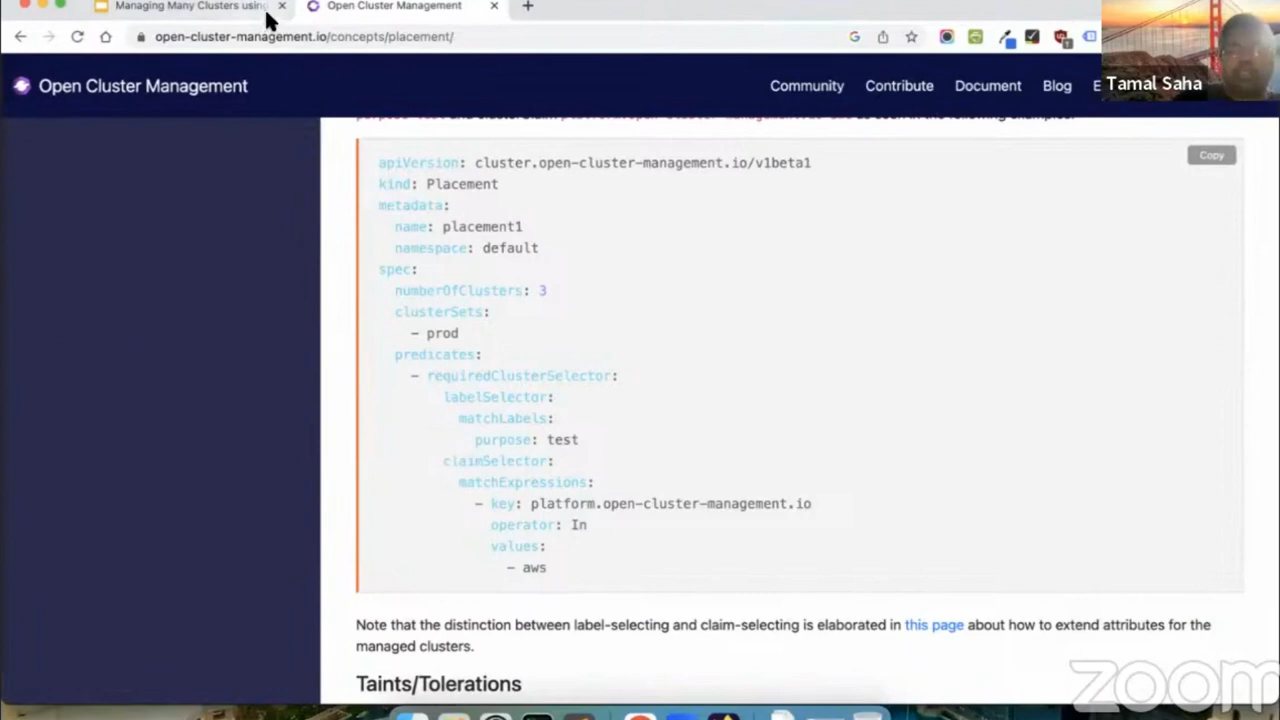 Managing Many Clusters using
Open Cluster Management
open-cluster-management.io/concepts/placement/
Open Cluster Management
Community
Contribute
Document
Blog
E
Tamal Saha
Copy
apiVersion: cluster.open-cluster-management.io/v1beta1
kind: Placement
metadata:
name: placement1
namespace: default
spec:
numberOfClusters: 3
clusterSets:
- prod
predicates:
- requiredClusterSelector:
labelSelector:
matchLabels:
purpose: test
claimSelector:
matchExpressions:
- key: platform.open-cluster-management.io
operator: In
values:
- aws
Note that the distinction between label-selecting and claim-selecting is elaborated in this page about how to extend attributes for the
managed clusters.
Taints/Tolerations
zoom